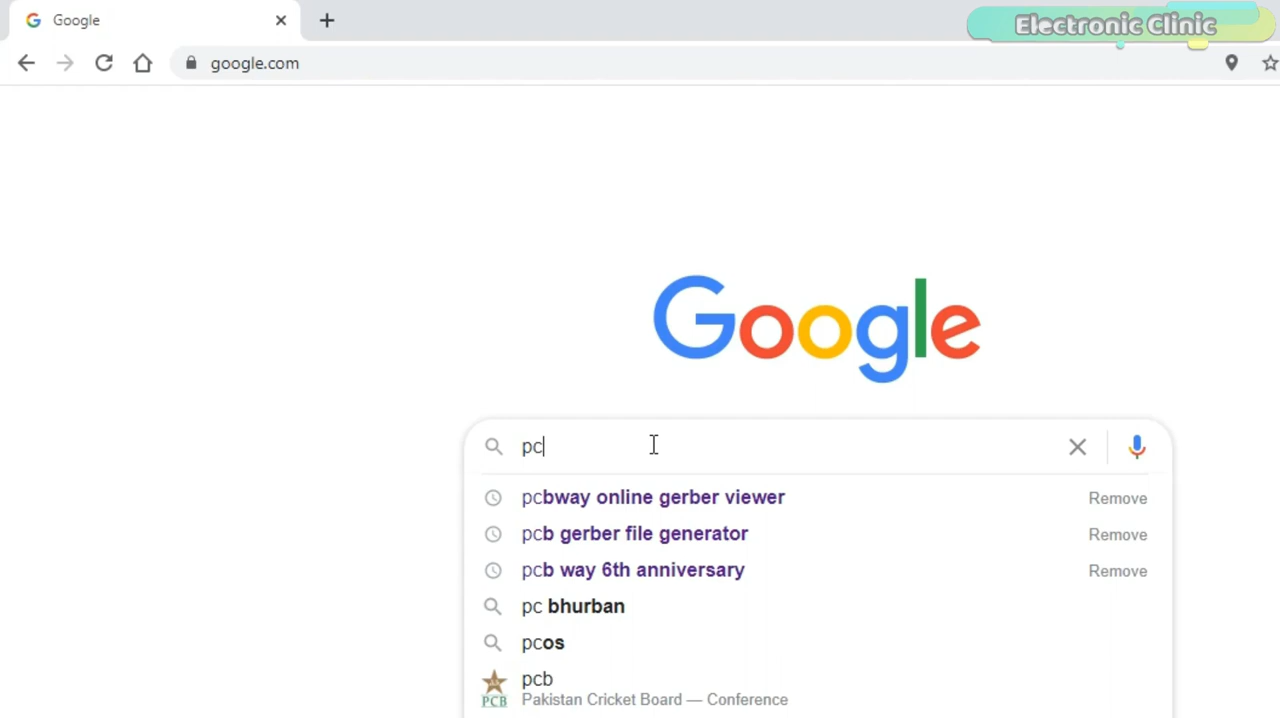 Google
Electronic Clinic
google.com
Google
pc
pcbway online gerber viewer Remove
pcb gerber file generator Remove
pcb way 6th anniversary Remove
pc bhurban
pcos
pcb
PCB Pakistan Cricket Board — Conference